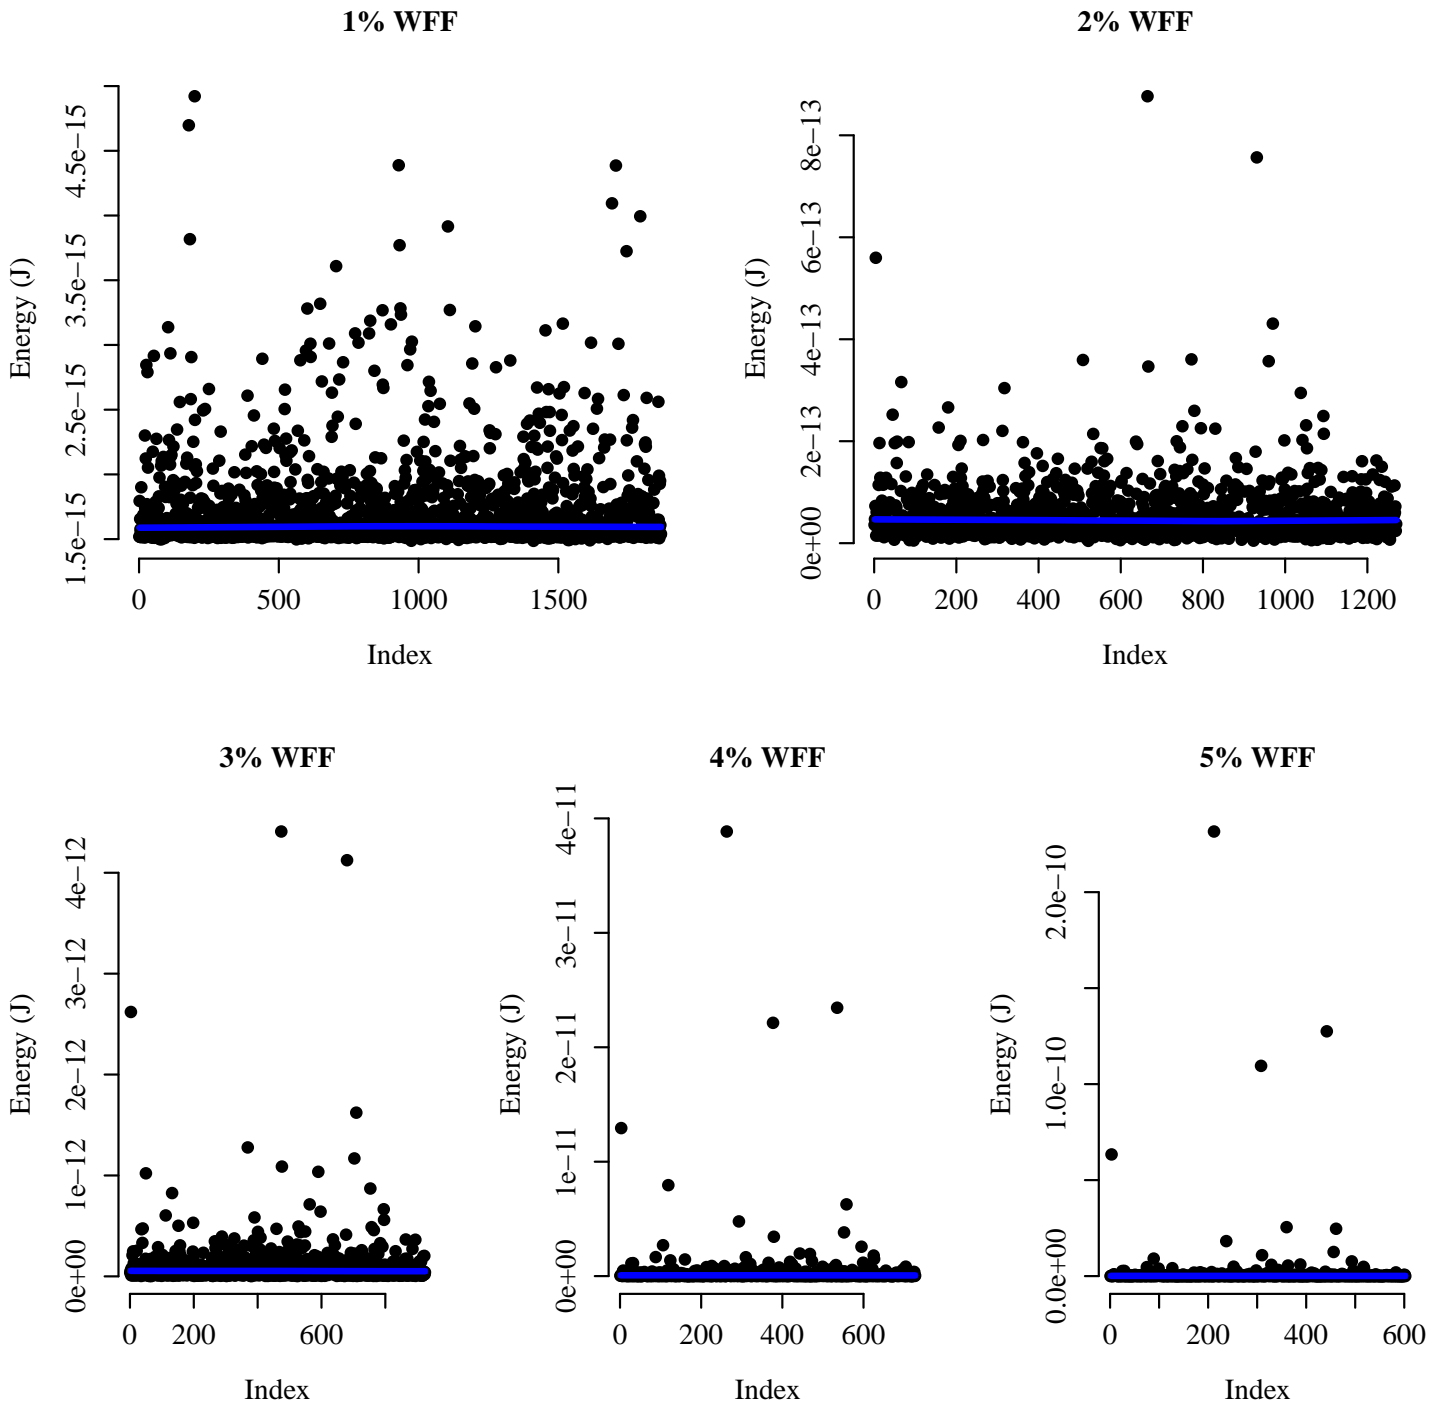 1% WFF
4.5e−15
3.5e−15
2.5e−15
1.5e−15
Energy (J)
0 500 1000 1500
Index
2% WFF
8e−13
6e−13
4e−13
2e−13
0e+00
Energy (J)
0 200 400 600 800 1000 1200
Index
3% WFF
4e−12
3e−12
2e−12
1e−12
0e+00
Energy (J)
0 200 600
Index
4% WFF
4e−11
3e−11
2e−11
1e−11
0e+00
Energy (J)
0 200 400 600
Index
5% WFF
2.0e−10
1.0e−10
0.0e+00
Energy (J)
0 200 400 600
Index